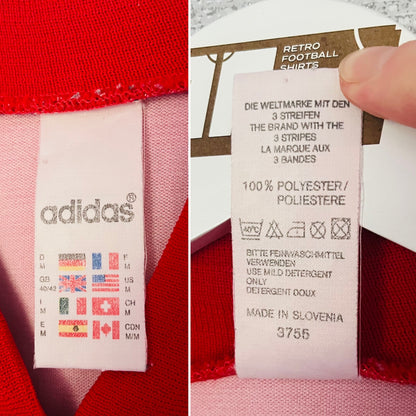 adidas®
D
M
F
M
GB
40/42
US
M
I
M
CH
M
E
M
CDN
M/M
RETRO
FOOTBALL
SHIRTS
DIE WELTMARKE MIT DEN
3 STREIFEN
THE BRAND WITH THE
3 STRIPES
LA MARQUE AUX
3 BANDES
100% POLYESTER/
POLIESTERE
40°C
BITTE FEINWASCHMITTEL
VERWENDEN
USE MILD DETERGENT
ONLY
DETERGENT DOUX
MADE IN SLOVENIA
3756